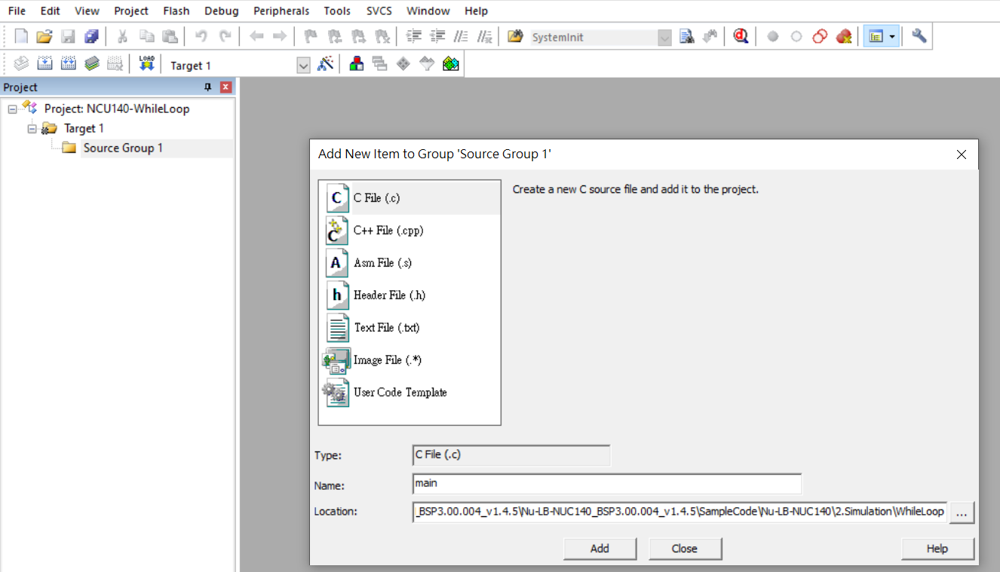 File Edit View Project Flash Debug Peripherals Tools SVCS Window Help
SystemInit
LOAD
Target 1
Project
Project: NCU140-WhileLoop
Target 1
Source Group 1
Add New Item to Group 'Source Group 1'
C File (.c)
Create a new C source file and add it to the project.
C++ File (.cpp)
Asm File (.s)
Header File (.h)
Text File (.txt)
Image File (.*)
User Code Template
Type:
C File (.c)
Name:
main
Location:
_BSP3.00.004_v1.4.5\Nu-LB-NUC140_BSP3.00.004_v1.4.5\SampleCode\Nu-LB-NUC140\2.Simulation\WhileLoop
...
Add
Close
Help